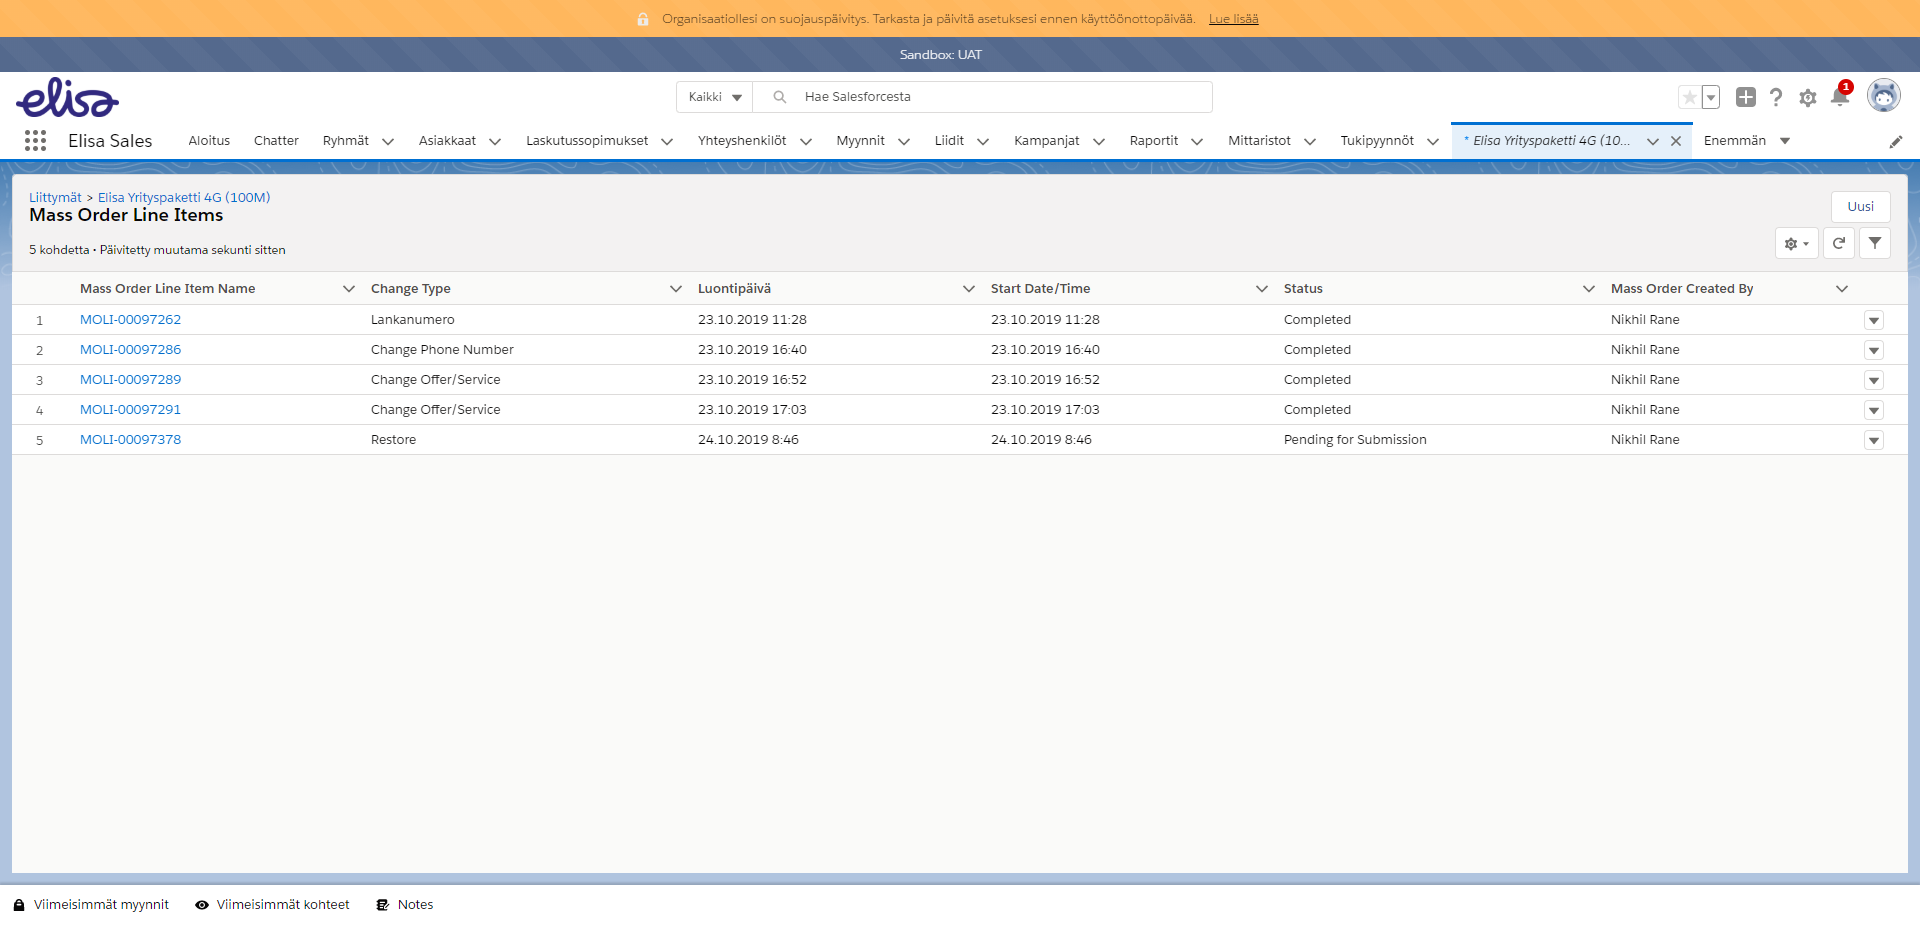 Organisaatiollesi on suojauspäivitys. Tarkasta ja päivitä asetuksesi ennen käyttöönottopäivää. Lue lisää
Sandbox: UAT
elisa
Kaikki Hae Salesforcesta 1
Elisa Sales Aloitus Chatter Ryhmät Asiakkaat Laskutussopimukset Yhteyshenkilöt Myynnit Liidit Kampanjat Raportit Mittaristot Tukipyynnöt * Elisa Yrityspaketti 4G (10... Enemmän
Liittymät > Elisa Yrityspaketti 4G (100M)
Mass Order Line Items
Uusi
5 kohdetta • Päivitetty muutama sekunti sitten
Mass Order Line Item Name Change Type Luontipäivä Start Date/Time Status Mass Order Created By
1 MOLI-00097262 Lankanumero 23.10.2019 11:28 23.10.2019 11:28 Completed Nikhil Rane
2 MOLI-00097286 Change Phone Number 23.10.2019 16:40 23.10.2019 16:40 Completed Nikhil Rane
3 MOLI-00097289 Change Offer/Service 23.10.2019 16:52 23.10.2019 16:52 Completed Nikhil Rane
4 MOLI-00097291 Change Offer/Service 23.10.2019 17:03 23.10.2019 17:03 Completed Nikhil Rane
5 MOLI-00097378 Restore 24.10.2019 8:46 24.10.2019 8:46 Pending for Submission Nikhil Rane
Viimeisimmät myynnit Viimeisimmät kohteet Notes